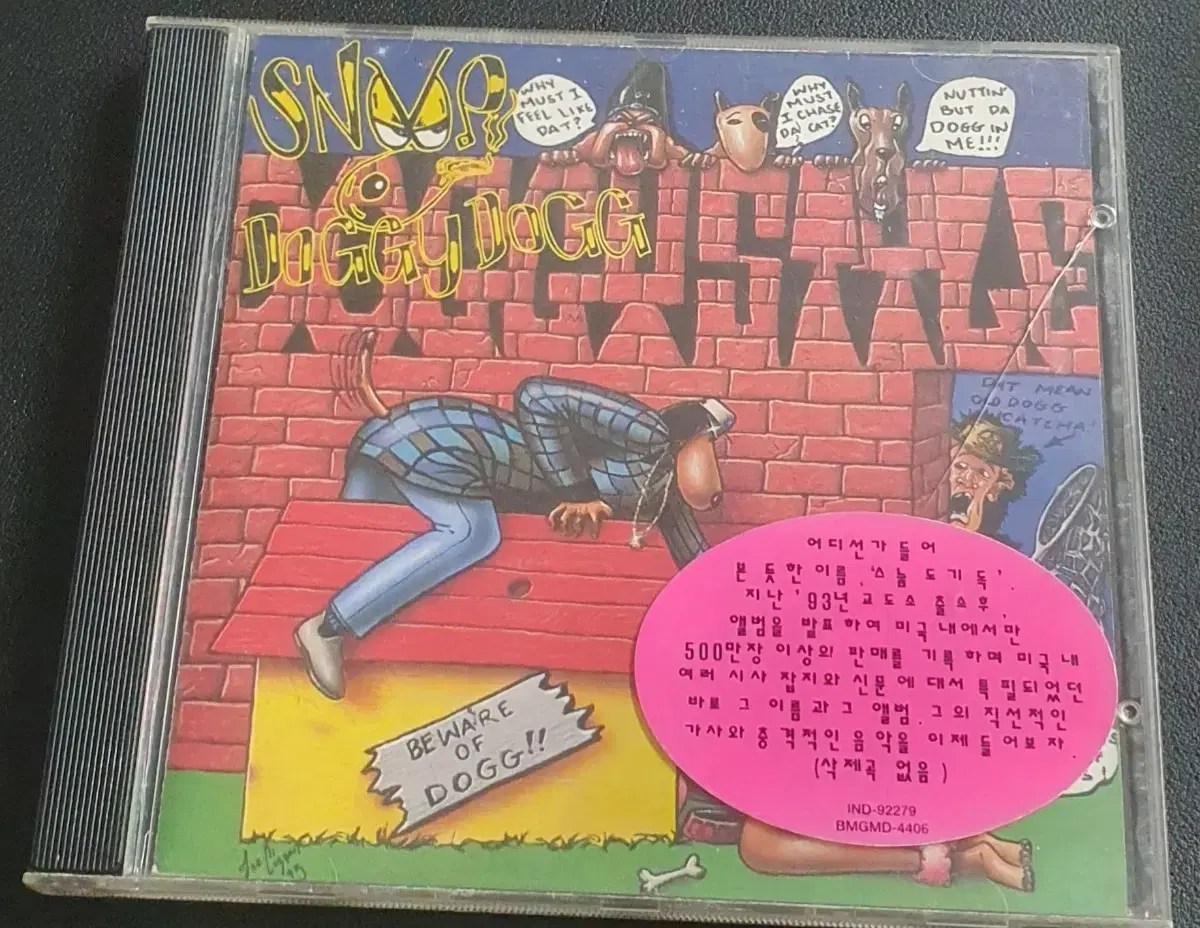 SNOOP
DOGGY DOGG
WHY
MUST I
FEEL LIKE
DAT?
WHY
MUST
I CHASE
DA CAT?
NUTTIN'
BUT DA
DOGG IN
ME!!!
DAT MEAN
OLD DOGG
BEWARE
OF
DOGG!!
어디선가 들어
본 듯한 이름, '스눕 도기 독'.
지난 '93년 교도소 출소후,
앨범을 발표하여 미국 내에서만
500만장 이상의 판매를 기록하며 미국 내
여러 시사 잡지와 신문에 대서 특필되었던
바로 그 이름과 그 앨범. 그의 직선적인
가사와 충격적인 음악을 이제 들어보자.
(삭제곡 없음)
IND-92279
BMGMD-4406